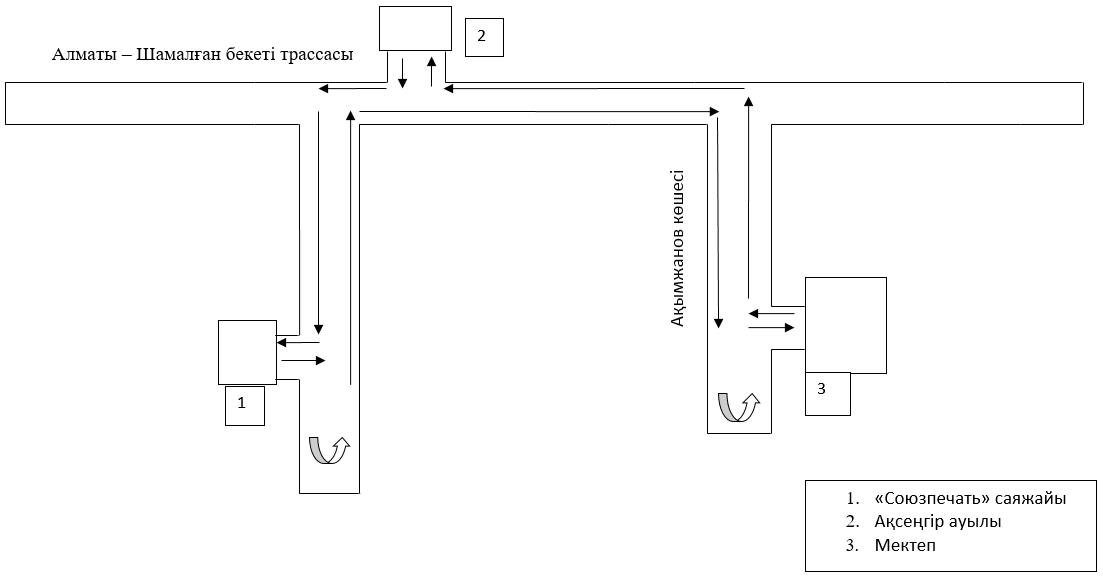 2
Алматы – Шамалған бекеті трассасы
Ақымжанов көшесі
1
3
1. «Союзпечать» саяжайы
2. Ақсеңгір ауылы
3. Мектеп